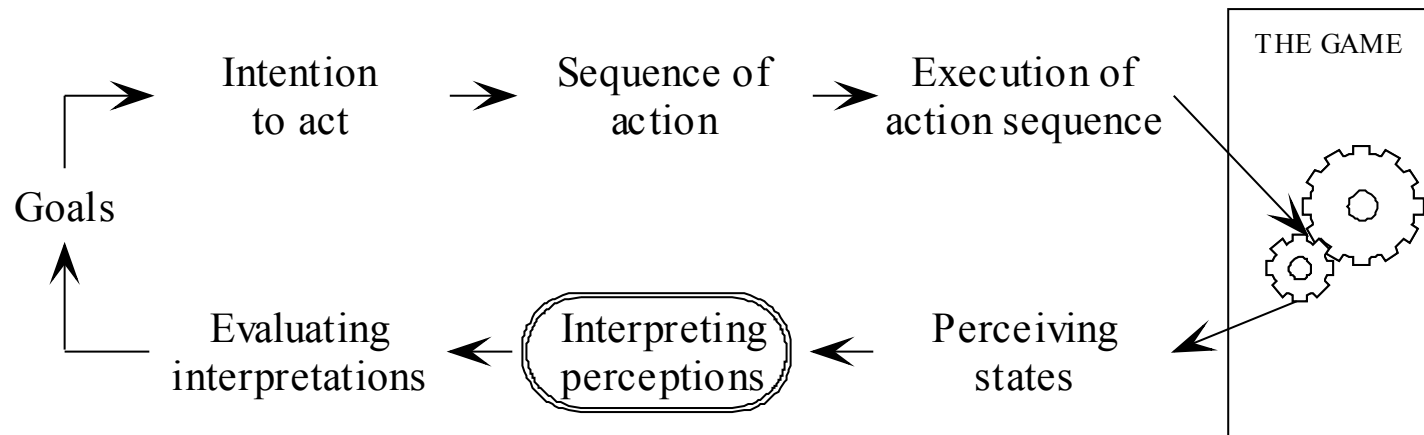 THE GAME
Intention
to act
Sequence of
action
Execution of
action sequence
Goals
Evaluating
interpretations
Interpreting
perceptions
Perceiving
states